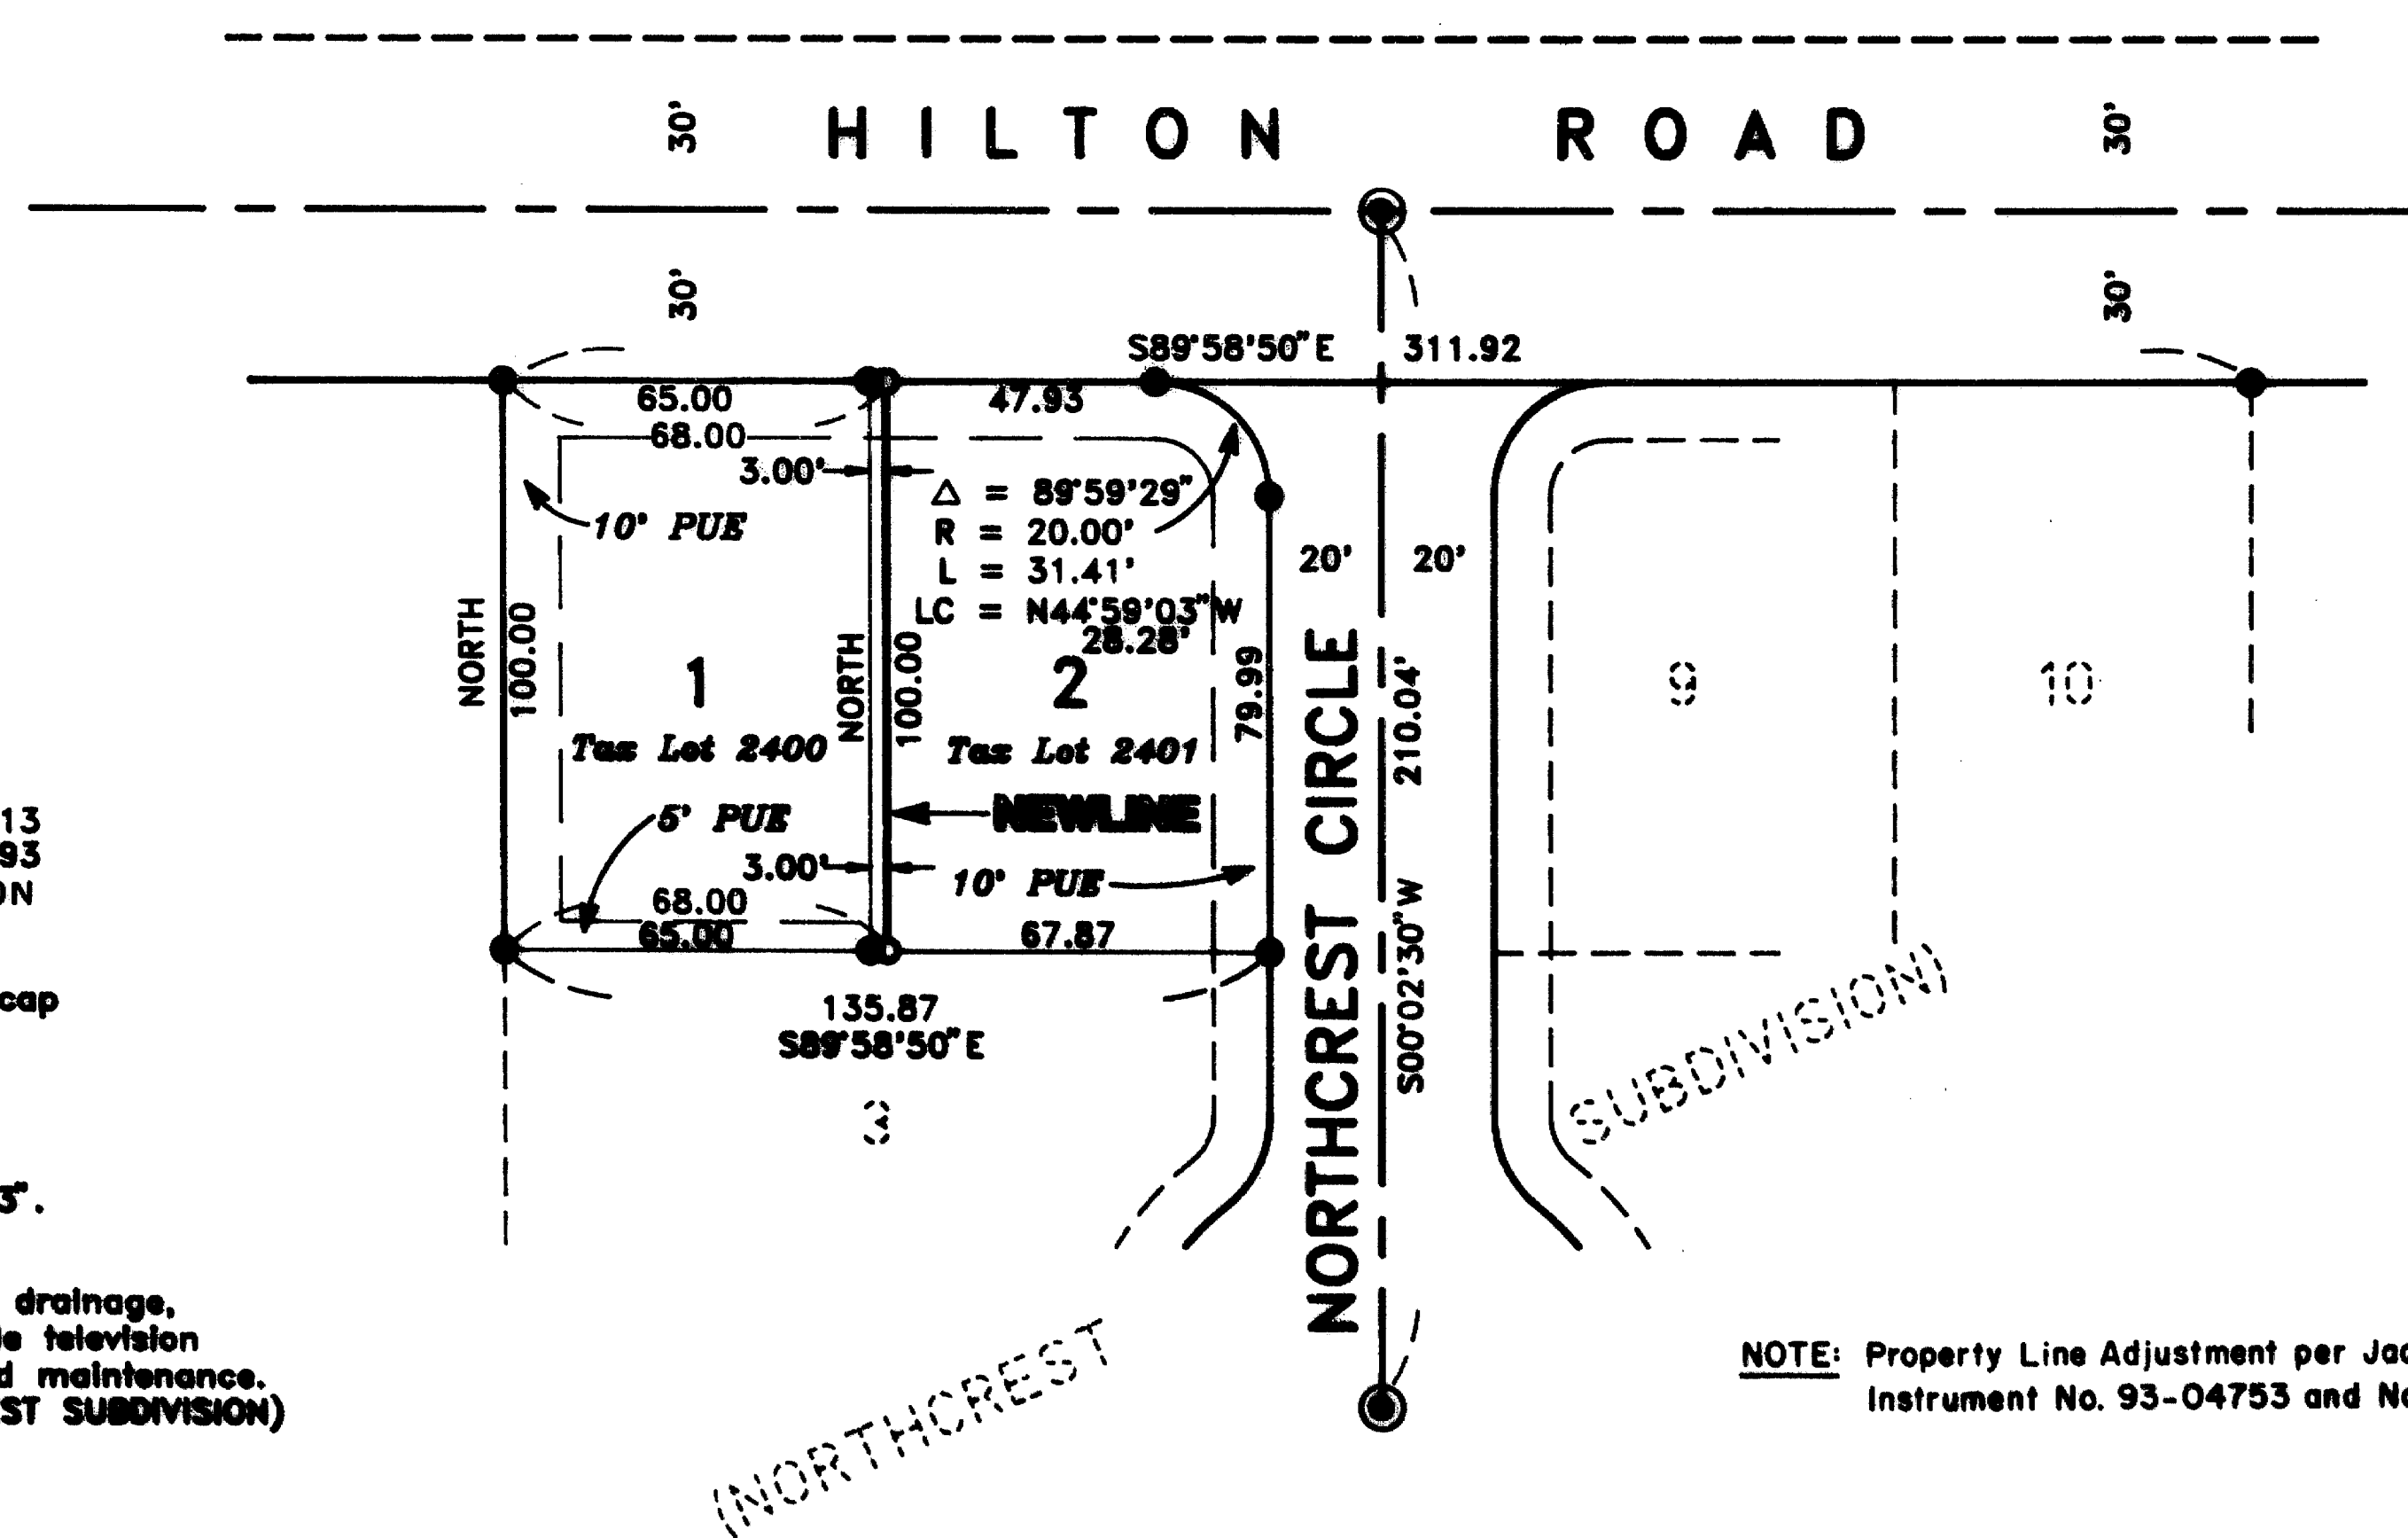 30'
HILTON ROAD
30'
30'
30'
S89°58'50"E 311.92
65.00
47.93
68.00
3.00'
△ = 89°59'29"
R = 20.00'
L = 31.41'
LC = N44°59'03"W
28.28'
10' PUE
20' 20'
NORTH
100.00
NORTH
100.00
1
2
79.99
NORTHCREST CIRCLE
210.04'
S00°02'30"W
9
10
Tax Lot 2400
Tax Lot 2401
NEWLINE
5' PUE
3.00'
10' PUE
68.00
65.00
67.87
135.87
S89°58'50"E
3
(NORTHCREST SUBDIVISION)
13
93
ON
cap
3".
drainage,
television
maintenance.
ST SUBDIVISION)
NOTE: Property Line Adjustment per Jac
Instrument No. 93-04753 and No